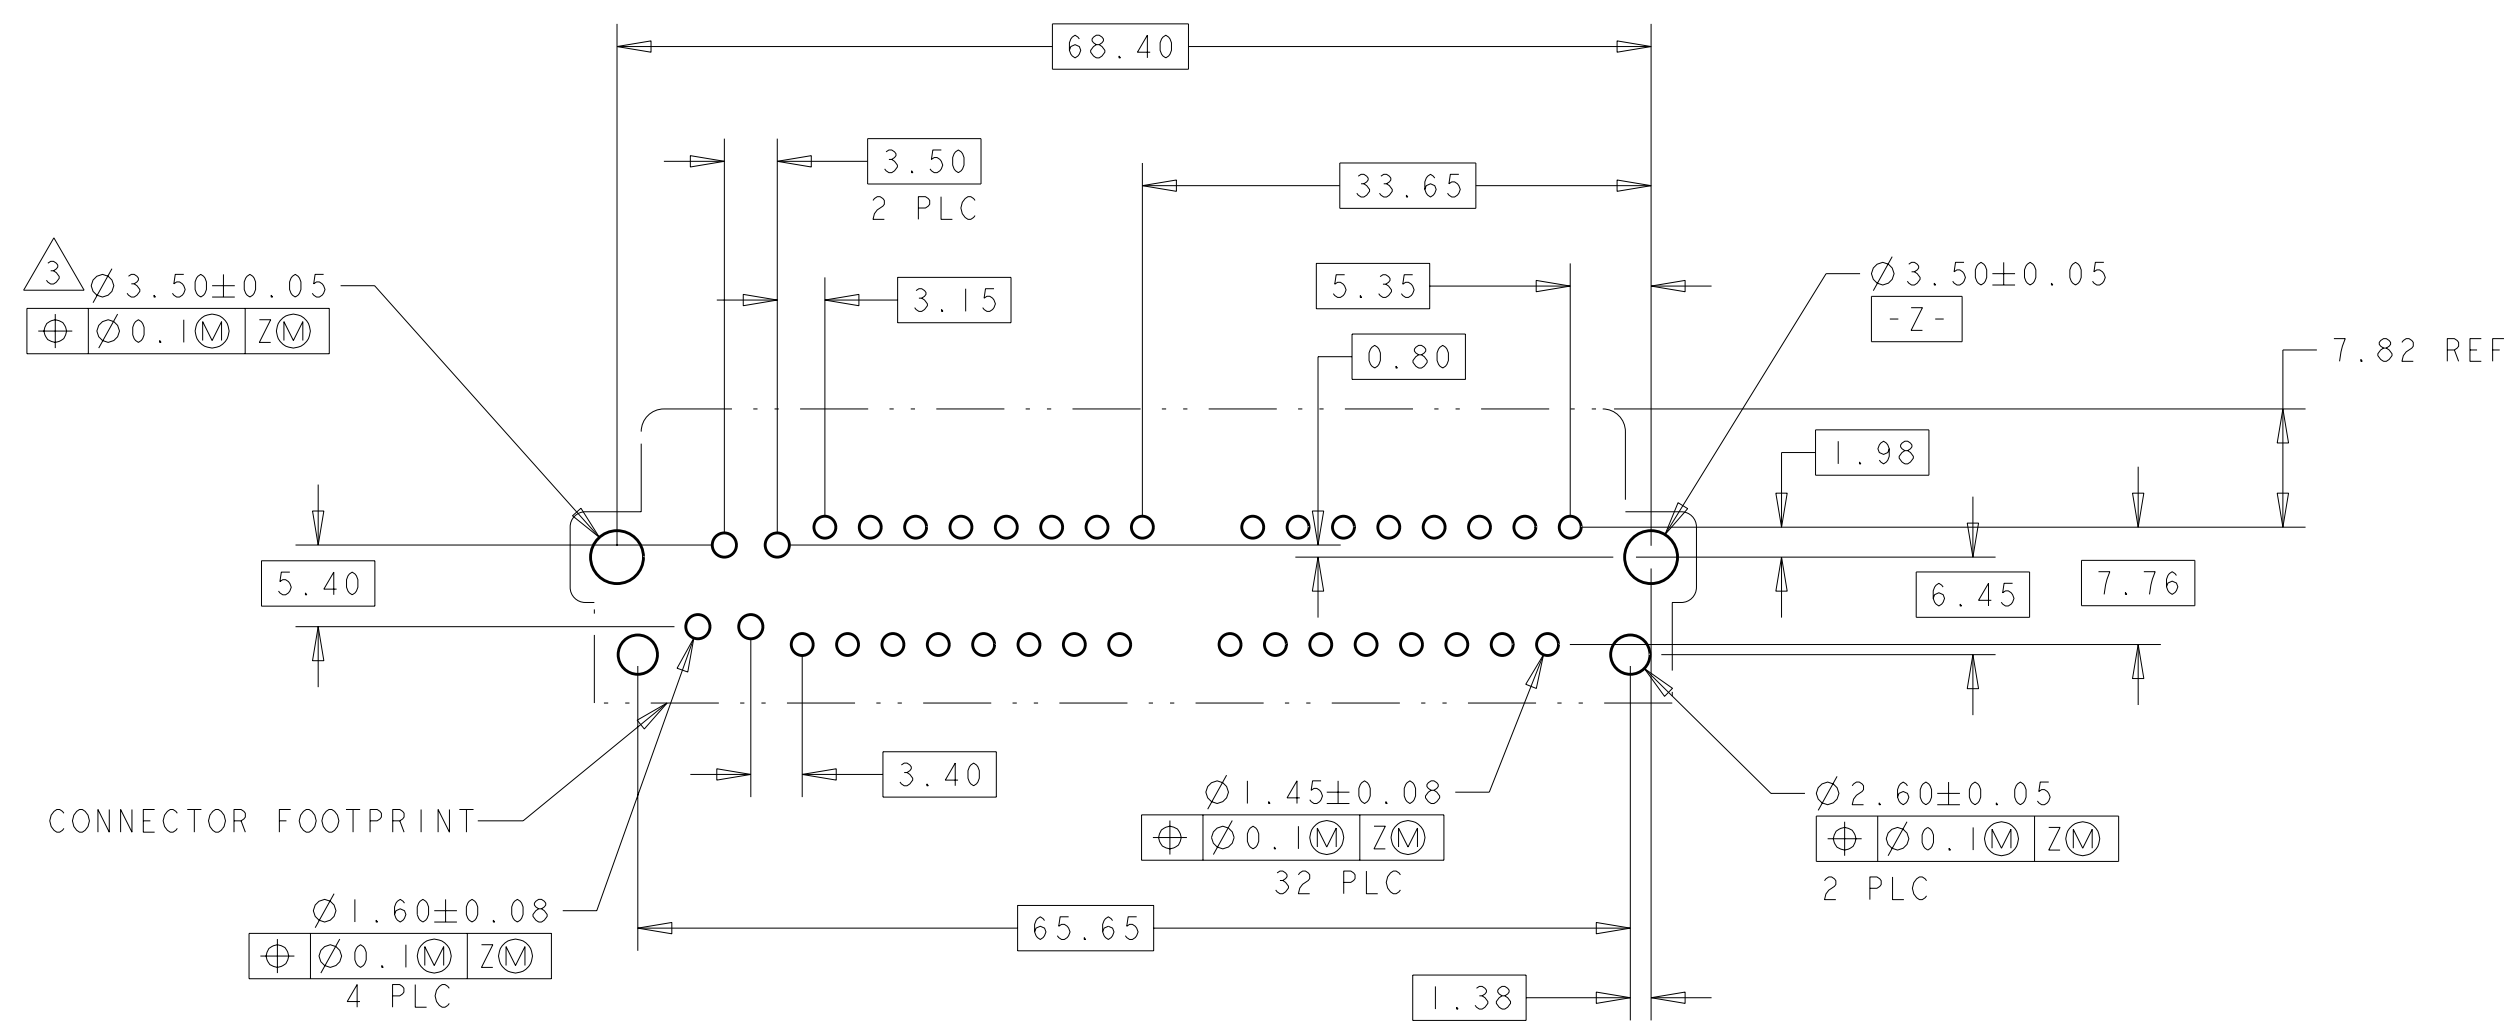 68.40
3.50
2 PLC
33.65
3
Ø3.50±0.05
⌖ Ø0.1Ⓜ ZⓂ
3.15
5.35
Ø3.50±0.05
-Z-
0.80
7.82 REF
1.98
5.40
6.45
7.76
3.40
CONNECTOR FOOTPRINT
Ø1.45±0.08
⌖ Ø0.1Ⓜ ZⓂ
32 PLC
Ø2.60±0.05
⌖ Ø0.1Ⓜ ZⓂ
2 PLC
Ø1.60±0.08
⌖ Ø0.1Ⓜ ZⓂ
4 PLC
65.65
1.38